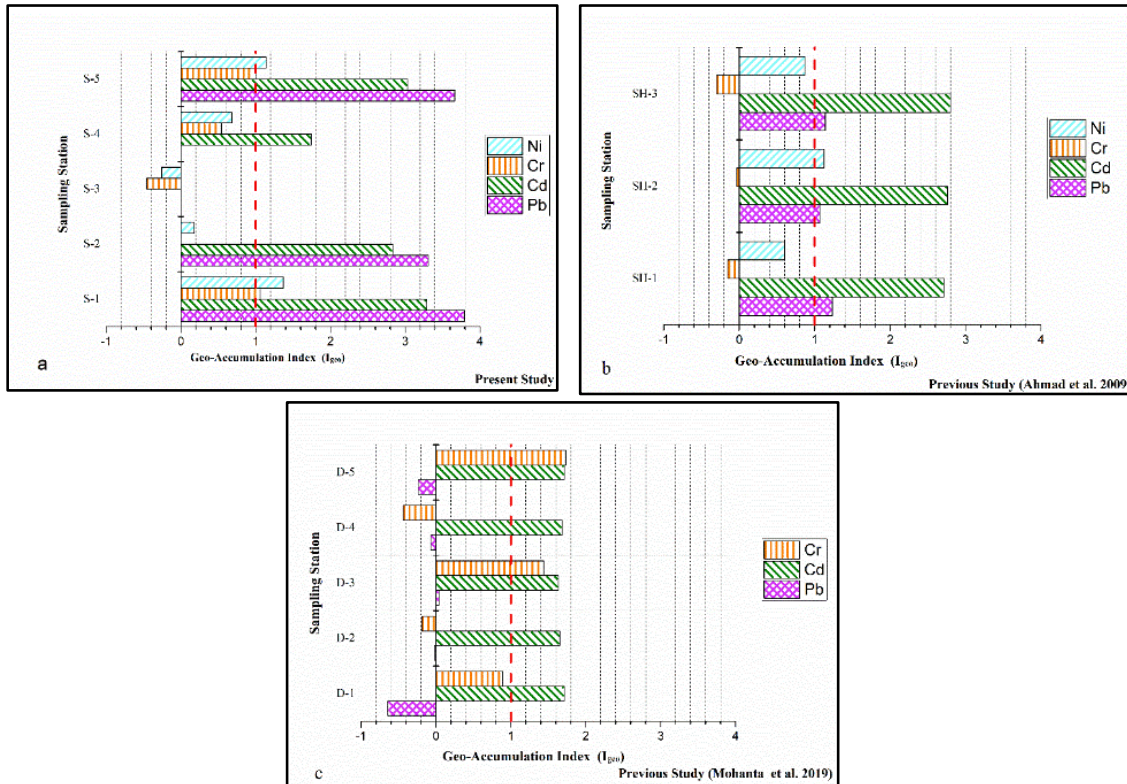 S-5
S-4
S-3
S-2
S-1
Sampling Station
Ni
Cr
Cd
Pb
-1 0 1 2 3 4
Geo-Accumulation Index (Igeo)
a
Present Study
SH-3
SH-2
SH-1
Sampling Station
Ni
Cr
Cd
Pb
-1 0 1 2 3 4
Geo-Accumulation Index (Igeo)
b
Previous Study (Ahmad et al. 2009
D-5
D-4
D-3
D-2
D-1
Sampling Station
Cr
Cd
Pb
-1 0 1 2 3 4
Geo-Accumulation Index (Igeo)
c
Previous Study (Mohanta et al. 2019)